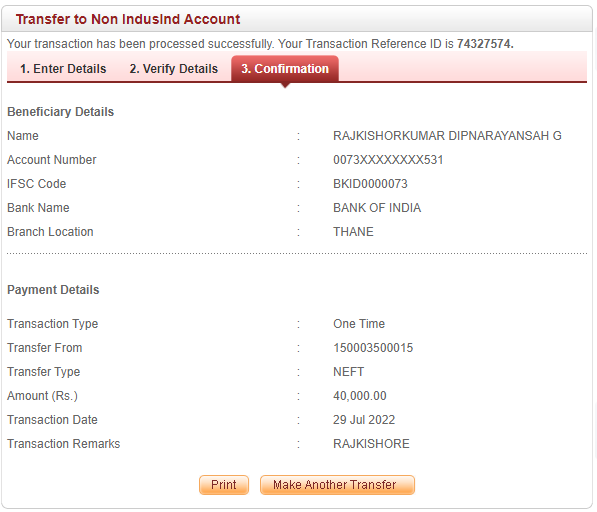 Transfer to Non IndusInd Account
Your transaction has been processed successfully. Your Transaction Reference ID is 74327574.
1. Enter Details 2. Verify Details 3. Confirmation
Beneficiary Details
Name : RAJKISHORKUMAR DIPNARAYANSAH G
Account Number : 0073XXXXXXXX531
IFSC Code : BKID0000073
Bank Name : BANK OF INDIA
Branch Location : THANE
Payment Details
Transaction Type : One Time
Transfer From : 150003500015
Transfer Type : NEFT
Amount (Rs.) : 40,000.00
Transaction Date : 29 Jul 2022
Transaction Remarks : RAJKISHORE
Print Make Another Transfer